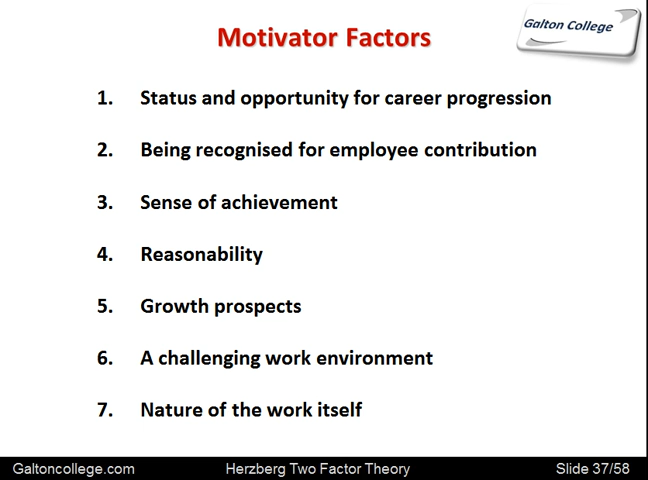 Motivator Factors
Galton College
1. Status and opportunity for career progression
2. Being recognised for employee contribution
3. Sense of achievement
4. Reasonability
5. Growth prospects
6. A challenging work environment
7. Nature of the work itself
Galtoncollege.com Herzberg Two Factor Theory Slide 37/58